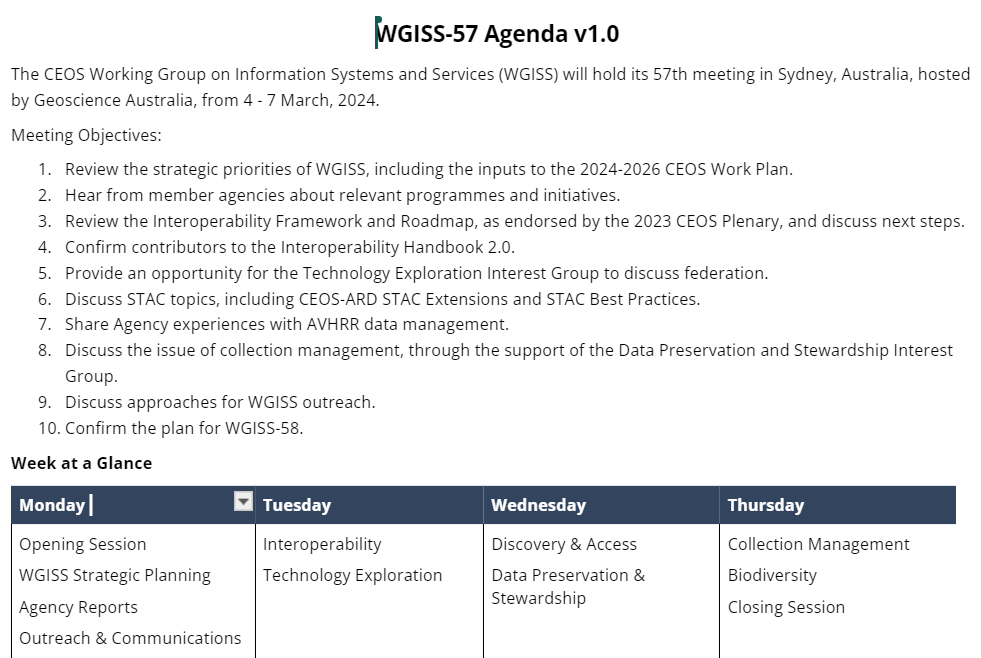 WGISS-57 Agenda v1.0
The CEOS Working Group on Information Systems and Services (WGISS) will hold its 57th meeting in Sydney, Australia, hosted
by Geoscience Australia, from 4 - 7 March, 2024.
Meeting Objectives:
1. Review the strategic priorities of WGISS, including the inputs to the 2024-2026 CEOS Work Plan.
2. Hear from member agencies about relevant programmes and initiatives.
3. Review the Interoperability Framework and Roadmap, as endorsed by the 2023 CEOS Plenary, and discuss next steps.
4. Confirm contributors to the Interoperability Handbook 2.0.
5. Provide an opportunity for the Technology Exploration Interest Group to discuss federation.
6. Discuss STAC topics, including CEOS-ARD STAC Extensions and STAC Best Practices.
7. Share Agency experiences with AVHRR data management.
8. Discuss the issue of collection management, through the support of the Data Preservation and Stewardship Interest
Group.
9. Discuss approaches for WGISS outreach.
10. Confirm the plan for WGISS-58.
Week at a Glance
Monday Tuesday Wednesday Thursday
Opening Session Interoperability Discovery & Access Collection Management
WGISS Strategic Planning Technology Exploration Data Preservation & Biodiversity
Stewardship
Agency Reports Closing Session
Outreach & Communications